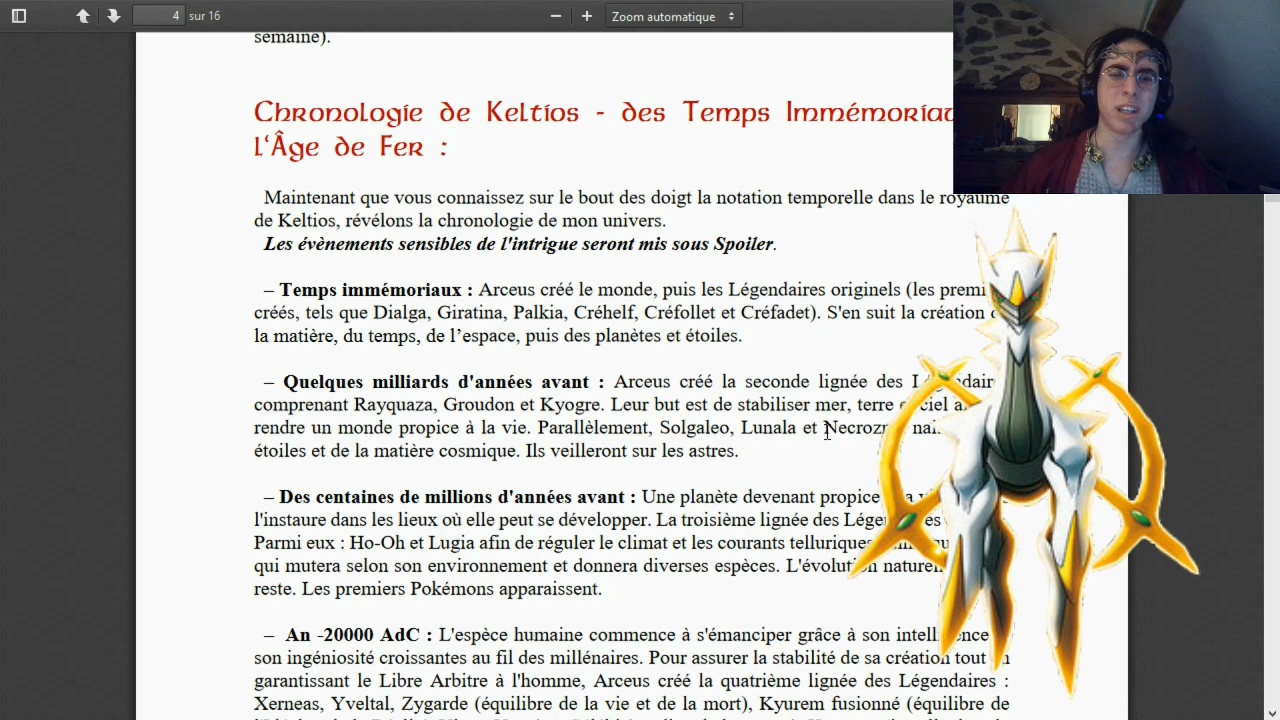 4 sur 16
Zoom automatique
semaine).
Chronologie de Keltios - des Temps
L'Âge de Fer :
Maintenant que vous connaissez sur le bout des doigt la notation temporelle dans le royaume
de Keltios, révélons la chronologie de mon univers.
Les évènements sensibles de l'intrigue seront mis sous Spoiler.
– Temps immémoriaux : Arceus créé le monde, puis les Légendaires originels (les
créés, tels que Dialga, Giratina, Palkia, Créhelf, Créfollet et Créfadet). S'en suit la création
la matière, du temps, de l’espace, puis des planètes et étoiles.
– Quelques milliards d'années avant : Arceus créé la seconde lignée des
comprenant Rayquaza, Groudon et Kyogre. Leur but est de stabiliser mer, terre et ciel
rendre un monde propice à la vie. Parallèlement, Solgaleo, Lunala et
étoiles et de la matière cosmique. Ils veilleront sur les astres.
– Des centaines de millions d'années avant : Une planète devenant propice
l'instaure dans les lieux où elle peut se développer. La troisième lignée des
Parmi eux : Ho-Oh et Lugia afin de réguler le climat et les courants telluriques
qui mutera selon son environnement et donnera diverses espèces. L'évolution
reste. Les premiers Pokémons apparaissent.
– An -20000 AdC : L'espèce humaine commence à s'émanciper grâce à son
son ingéniosité croissantes au fil des millénaires. Pour assurer la stabilité de sa création tout
garantissant le Libre Arbitre à l'homme, Arceus créé la quatrième lignée des Légendaires :
Xerneas, Yveltal, Zygarde (équilibre de la vie et de la mort), Kyurem fusionné (équilibre de